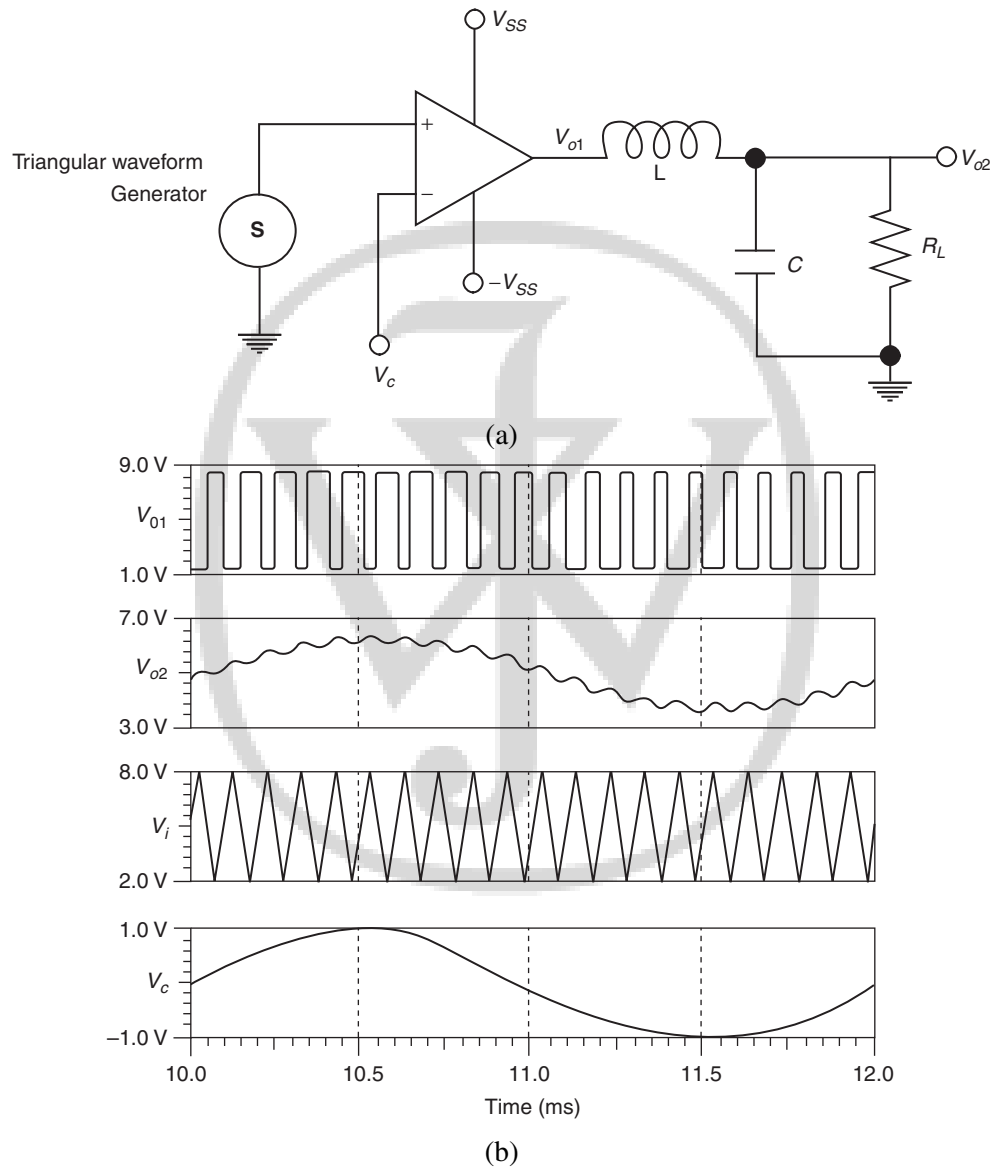 V_SS
+
Triangular waveform
Generator
S
−
V_o1
L
V_o2
C
R_L
−V_SS
V_c
(a)
9.0 V
V_01
1.0 V
7.0 V
V_o2
3.0 V
8.0 V
V_i
2.0 V
1.0 V
V_c
−1.0 V
10.0 10.5 11.0 11.5 12.0
Time (ms)
(b)